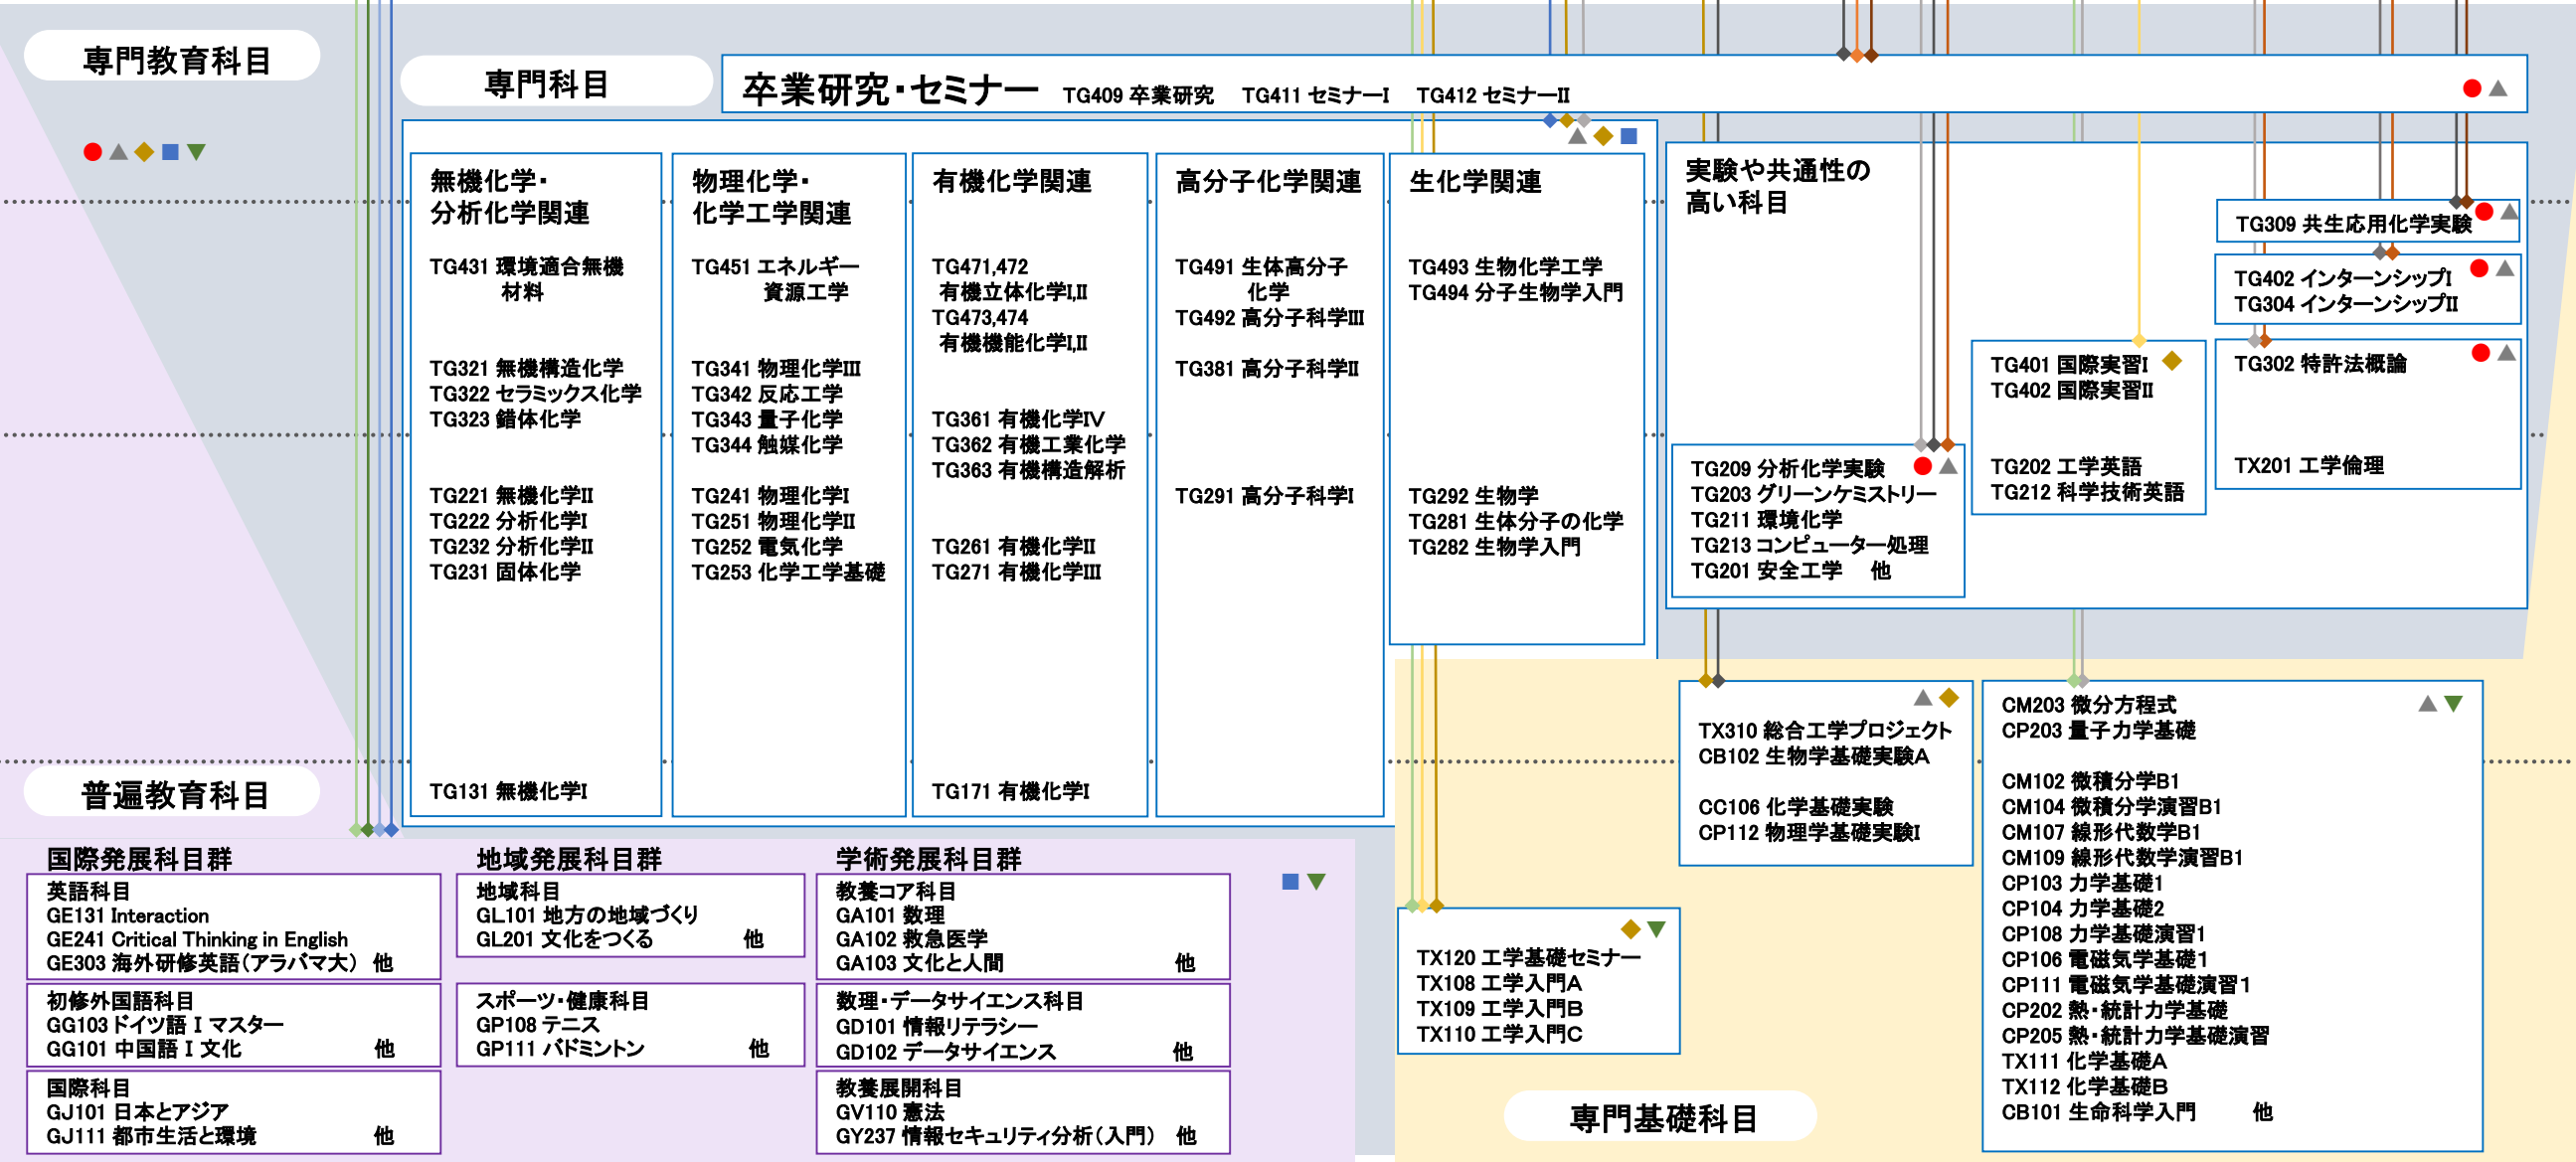 専門教育科目
専門科目
卒業研究・セミナー TG409 卒業研究 TG411 セミナーI TG412 セミナーII
無機化学・
分析化学関連
TG431 環境適合無機
材料
TG321 無機構造化学
TG322 セラミックス化学
TG323 錯体化学
TG221 無機化学II
TG222 分析化学I
TG232 分析化学II
TG231 固体化学
TG131 無機化学I
物理化学・
化学工学関連
TG451 エネルギー
資源工学
TG341 物理化学III
TG342 反応工学
TG343 量子化学
TG344 触媒化学
TG241 物理化学I
TG251 物理化学II
TG252 電気化学
TG253 化学工学基礎
有機化学関連
TG471,472
有機立体化学I,II
TG473,474
有機機能化学I,II
TG361 有機化学IV
TG362 有機工業化学
TG363 有機構造解析
TG261 有機化学II
TG271 有機化学III
TG171 有機化学I
高分子化学関連
TG491 生体高分子
化学
TG492 高分子科学III
TG381 高分子科学II
TG291 高分子科学I
生化学関連
TG493 生物化学工学
TG494 分子生物学入門
TG292 生物学
TG281 生体分子の化学
TG282 生物学入門
実験や共通性の
高い科目
TG309 共生応用化学実験
TG402 インターンシップI
TG304 インターンシップII
TG302 特許法概論
TX201 工学倫理
TG401 国際実習I
TG402 国際実習II
TG202 工学英語
TG212 科学技術英語
TG209 分析化学実験
TG203 グリーンケミストリー
TG211 環境化学
TG213 コンピューター処理
TG201 安全工学 他
普遍教育科目
国際発展科目群
英語科目
GE131 Interaction
GE241 Critical Thinking in English
GE303 海外研修英語(アラバマ大) 他
初修外国語科目
GG103 ドイツ語 I マスター
GG101 中国語 I 文化 他
国際科目
GJ101 日本とアジア
GJ111 都市生活と環境 他
地域発展科目群
地域科目
GL101 地方の地域づくり
GL201 文化をつくる 他
スポーツ・健康科目
GP108 テニス
GP111 バドミントン 他
学術発展科目群
教養コア科目
GA101 数理
GA102 救急医学
GA103 文化と人間 他
数理・データサイエンス科目
GD101 情報リテラシー
GD102 データサイエンス 他
教養展開科目
GV110 憲法
GY237 情報セキュリティ分析(入門) 他
TX120 工学基礎セミナー
TX108 工学入門A
TX109 工学入門B
TX110 工学入門C
TX310 総合工学プロジェクト
CB102 生物学基礎実験A
CC106 化学基礎実験
CP112 物理学基礎実験I
CM203 微分方程式
CP203 量子力学基礎
CM102 微積分学B1
CM104 微積分学演習B1
CM107 線形代数学B1
CM109 線形代数学演習B1
CP103 力学基礎1
CP104 力学基礎2
CP108 力学基礎演習1
CP106 電磁気学基礎1
CP111 電磁気学基礎演習1
CP202 熱・統計力学基礎
CP205 熱・統計力学基礎演習
TX111 化学基礎A
TX112 化学基礎B
CB101 生命科学入門 他
専門基礎科目